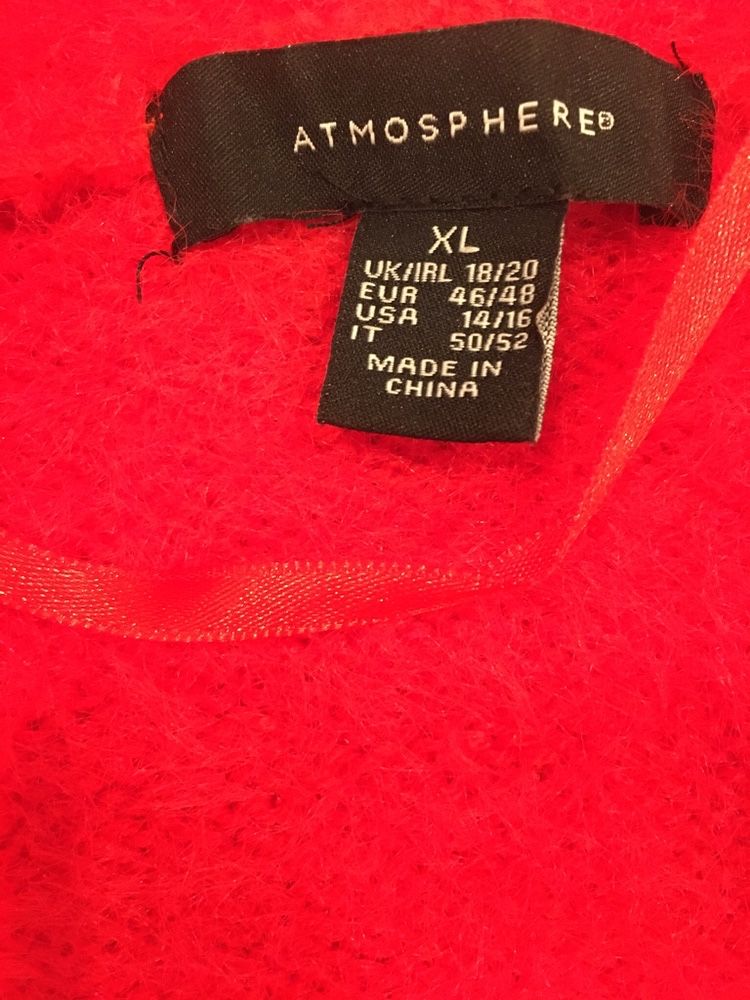 ATMOSPHERE®
XL
UK/IRL 18/20
EUR 46/48
USA 14/16
IT 50/52
MADE IN
CHINA